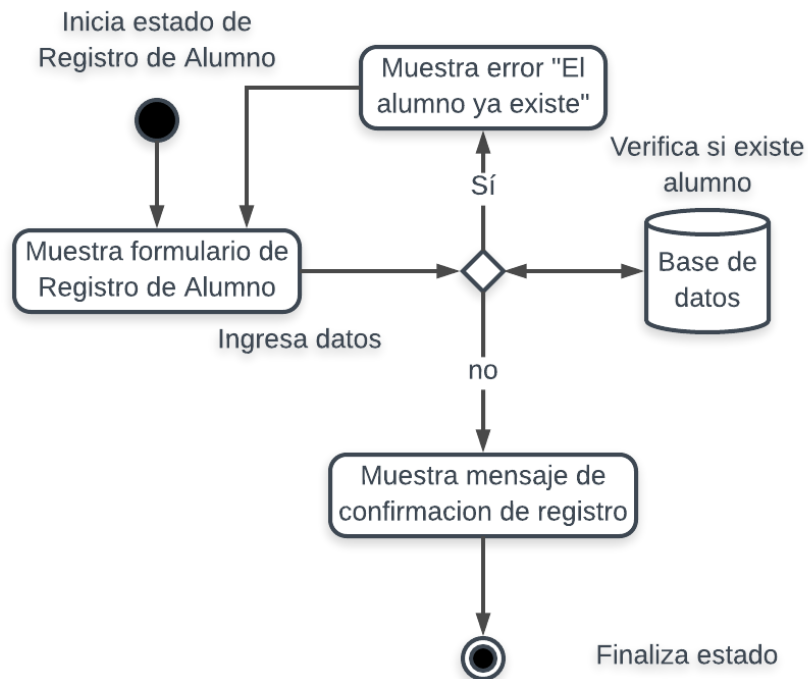 Inicia estado de
Registro de Alumno
Muestra error "El
alumno ya existe"
Verifica si existe
alumno
Sí
Muestra formulario de
Registro de Alumno
Base de
datos
Ingresa datos
no
Muestra mensaje de
confirmacion de registro
Finaliza estado